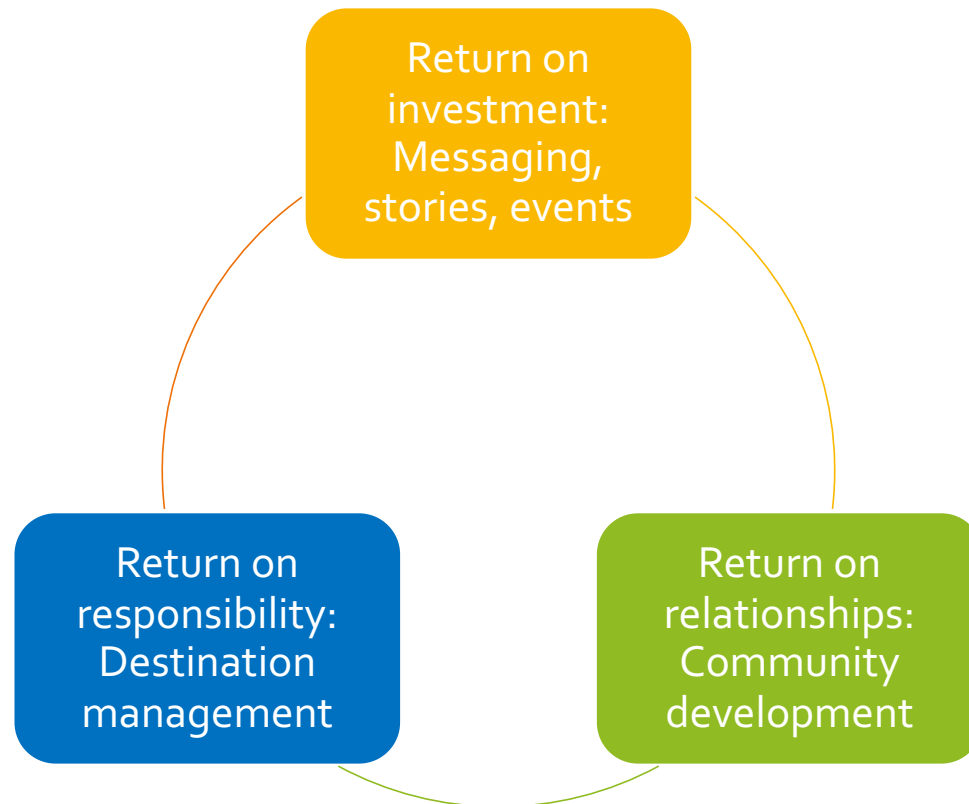 Return on
investment:
Messaging,
stories, events
Return on
responsibility:
Destination
management
Return on
relationships:
Community
development